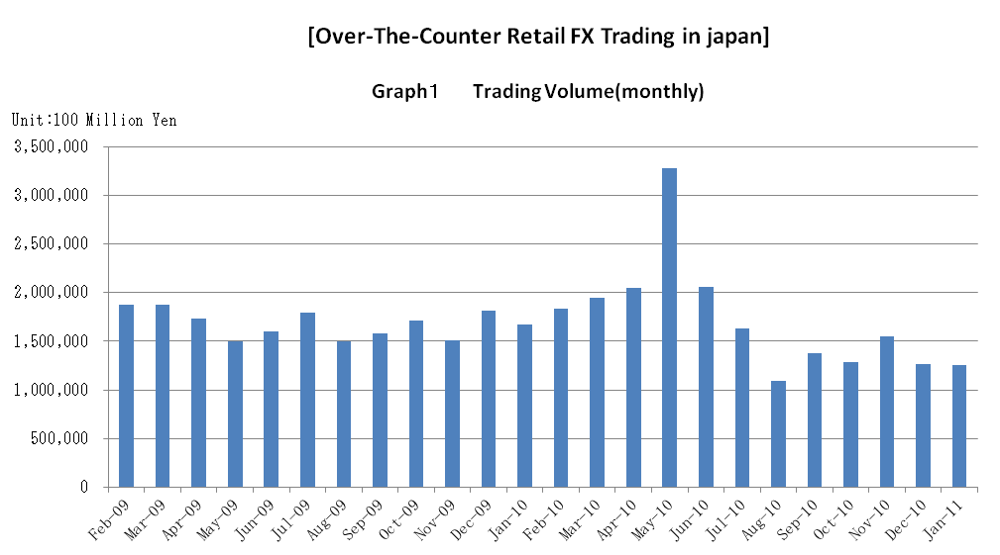 [Over-The-Counter Retail FX Trading in japan]
Graph1 Trading Volume(monthly)
Unit:100 Million Yen
3,500,000
3,000,000
2,500,000
2,000,000
1,500,000
1,000,000
500,000
0
Feb-09
Mar-09
Apr-09
May-09
Jun-09
Jul-09
Aug-09
Sep-09
Oct-09
Nov-09
Dec-09
Jan-10
Feb-10
Mar-10
Apr-10
May-10
Jun-10
Jul-10
Aug-10
Sep-10
Oct-10
Nov-10
Dec-10
Jan-11